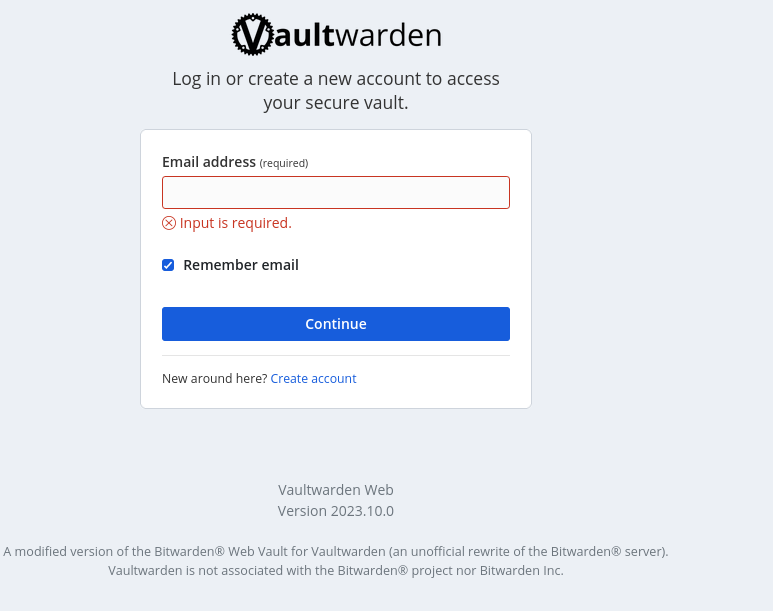 Vaultwarden
Log in or create a new account to access
your secure vault.
Email address (required)
Input is required.
Remember email
Continue
New around here? Create account
Vaultwarden Web
Version 2023.10.0
A modified version of the Bitwarden® Web Vault for Vaultwarden (an unofficial rewrite of the Bitwarden® server).
Vaultwarden is not associated with the Bitwarden® project nor Bitwarden Inc.